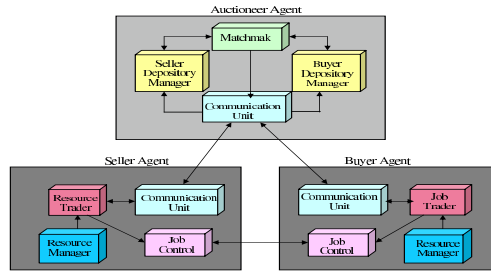 Auctioneer Agent
Matchmak
Seller
Depository
Manager
Buyer
Depository
Manager
Communication
Unit
Seller Agent
Buyer Agent
Resource
Trader
Communication
Unit
Communication
Unit
Job
Trader
Resource
Manager
Job
Control
Job
Control
Resource
Manager